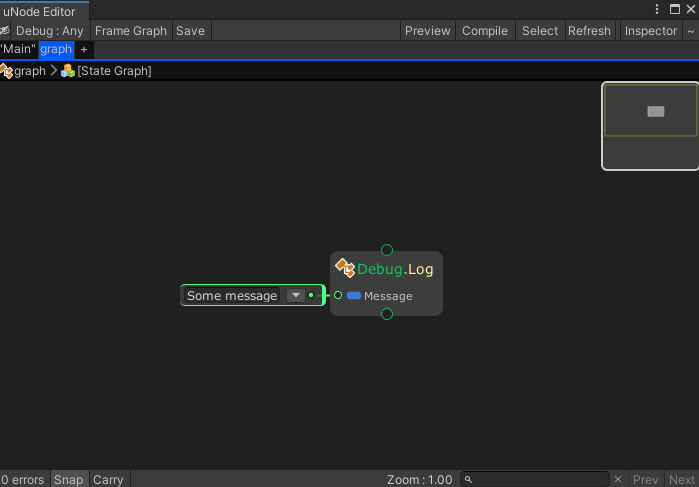 uNode Editor
Debug : Any Frame Graph Save Preview Compile Select Refresh Inspector ~
"Main" graph +
graph [State Graph]
Debug.Log
Some message Message
0 errors Snap Carry Zoom : 1.00 Prev Next